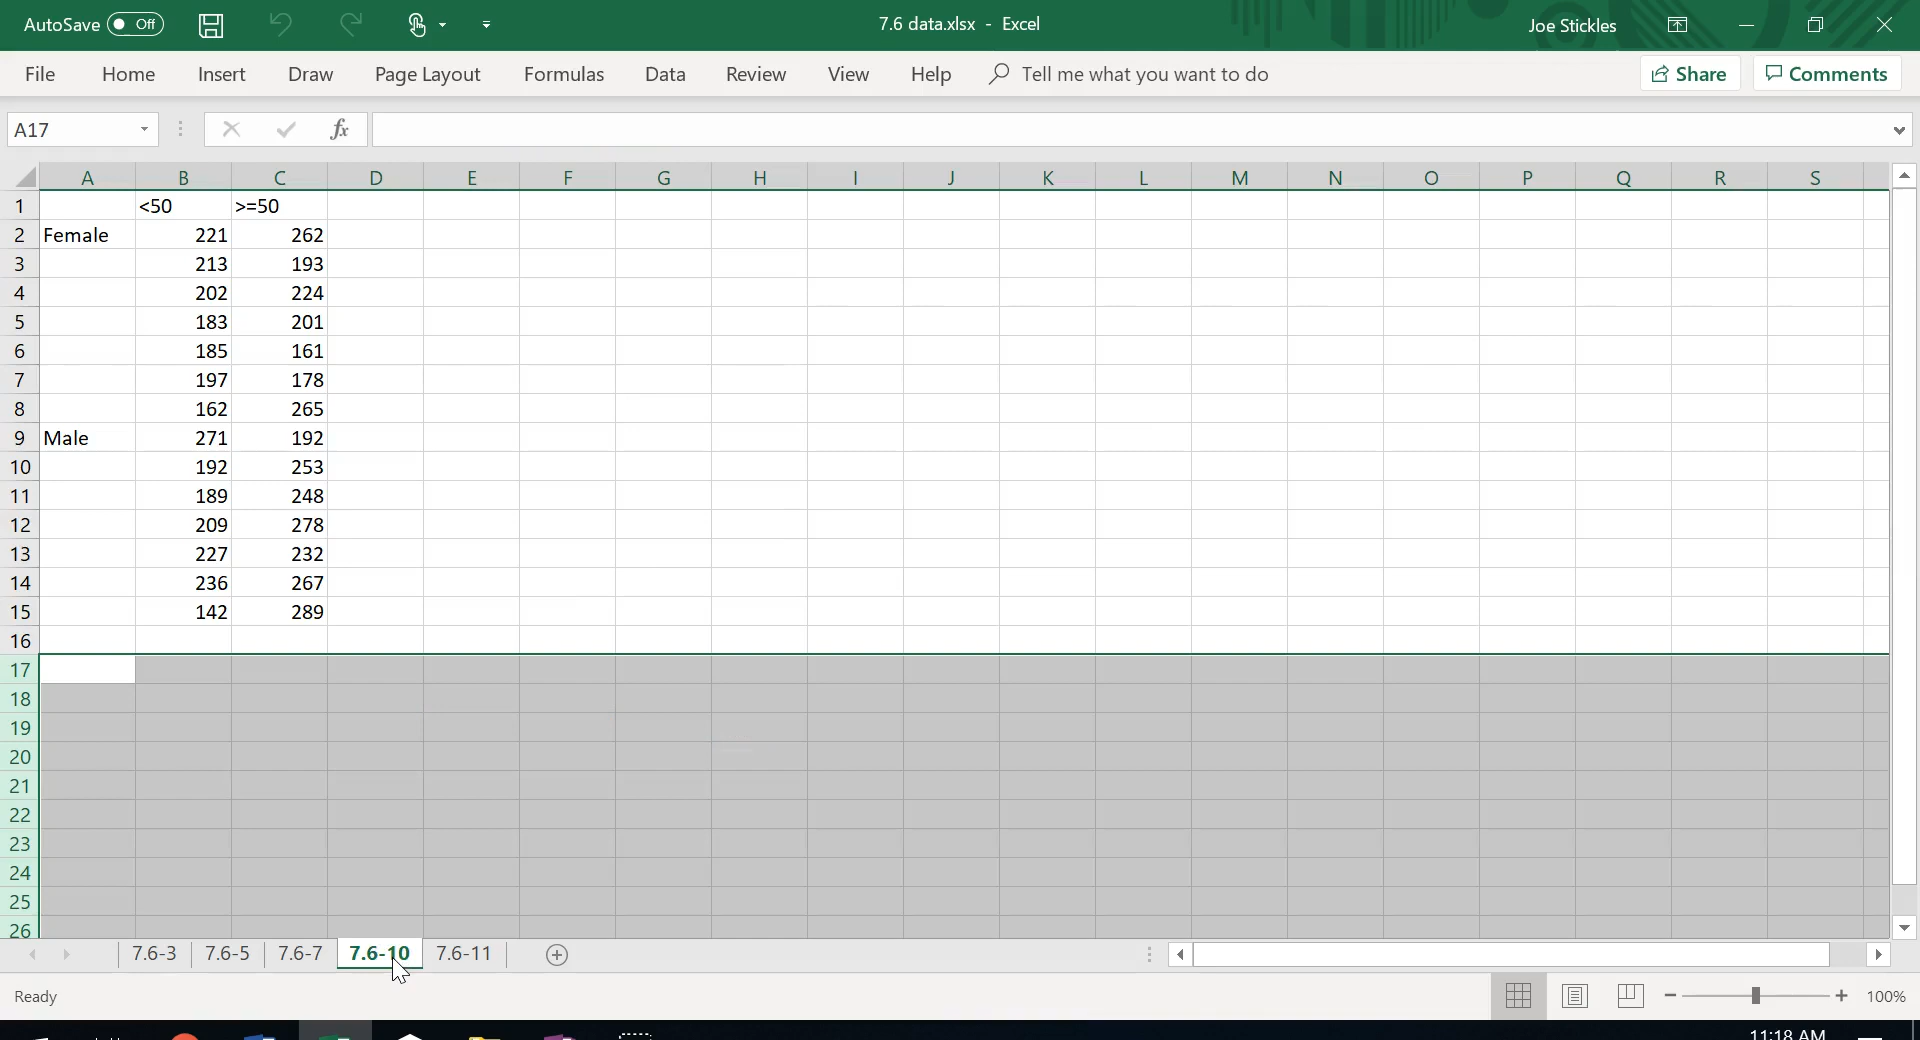 AutoSave Off 7.6 data.xlsx - Excel Joe Stickles
File Home Insert Draw Page Layout Formulas Data Review View Help Tell me what you want to do Share Comments
A17 fx
A B C D E F G H I J K L M N O P Q R S
1 <50 >=50
2 Female 221 262
3 213 193
4 202 224
5 183 201
6 185 161
7 197 178
8 162 265
9 Male 271 192
10 192 253
11 189 248
12 209 278
13 227 232
14 236 267
15 142 289
16
17
18
19
20
21
22
23
24
25
26
7.6-3 7.6-5 7.6-7 7.6-10 7.6-11
Ready 100%
11:18 AM